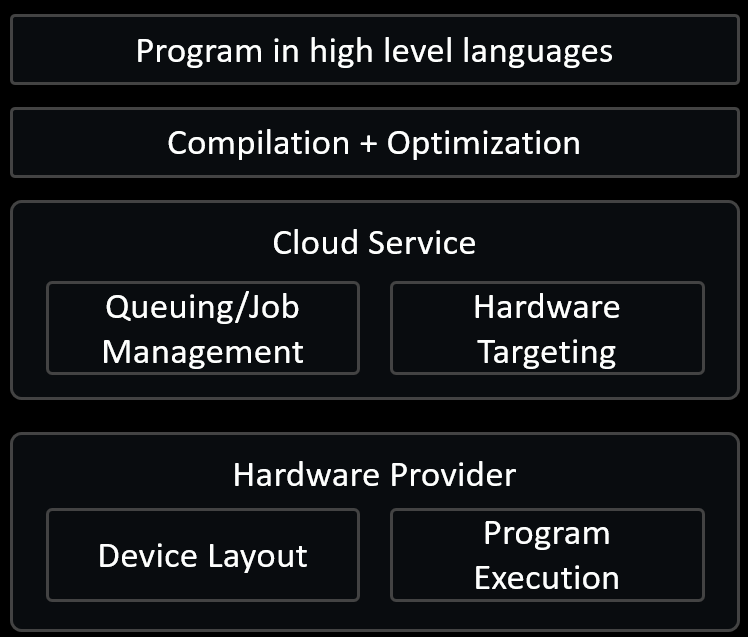 Program in high level languages
Compilation + Optimization
Cloud Service
Queuing/Job
Management
Hardware
Targeting
Hardware Provider
Device Layout
Program
Execution